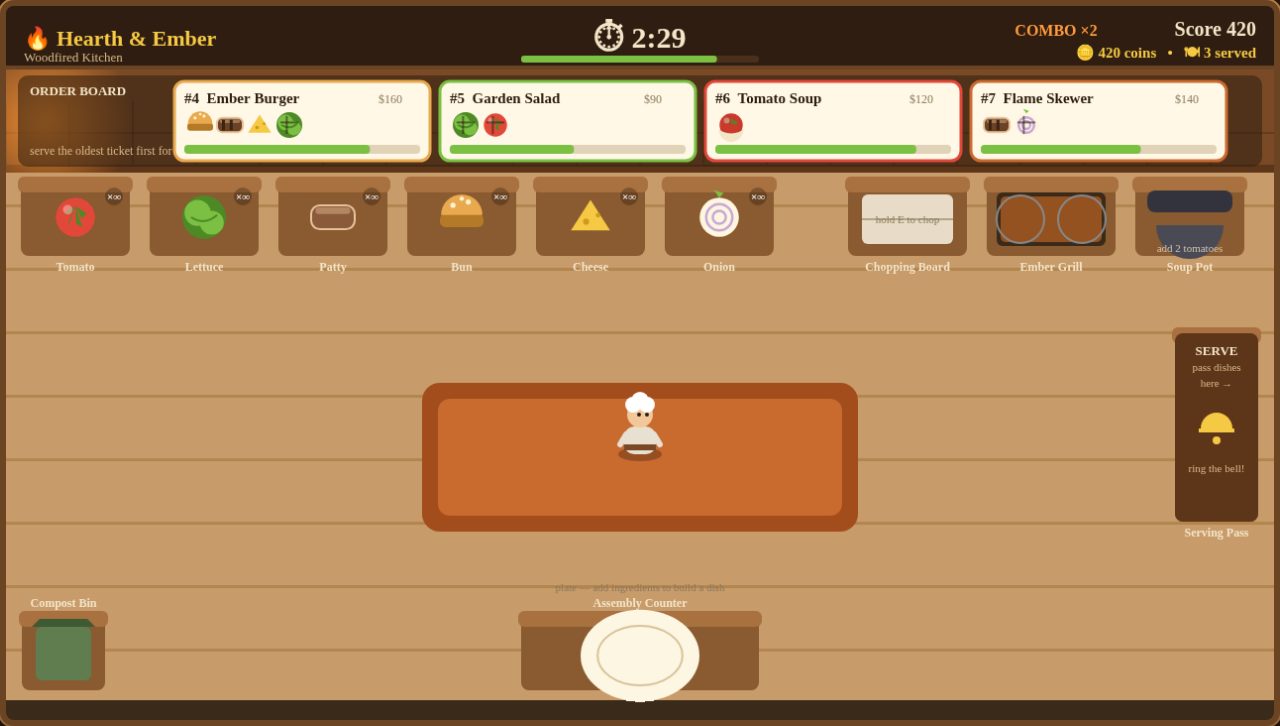 🔥 Hearth & Ember
Woodfired Kitchen
⏱ 2:29
COMBO ×2
Score 420
🪙 420 coins • 🍽 3 served
ORDER BOARD
serve the oldest ticket first for
#4 Ember Burger $160
#5 Garden Salad $90
#6 Tomato Soup $120
#7 Flame Skewer $140
×∞
×∞
×∞
×∞
×∞
×∞
hold E to chop
add 2 tomatoes
Tomato
Lettuce
Patty
Bun
Cheese
Onion
Chopping Board
Ember Grill
Soup Pot
SERVE
pass dishes
here →
ring the bell!
Serving Pass
plate — add ingredients to build a dish
Compost Bin
Assembly Counter